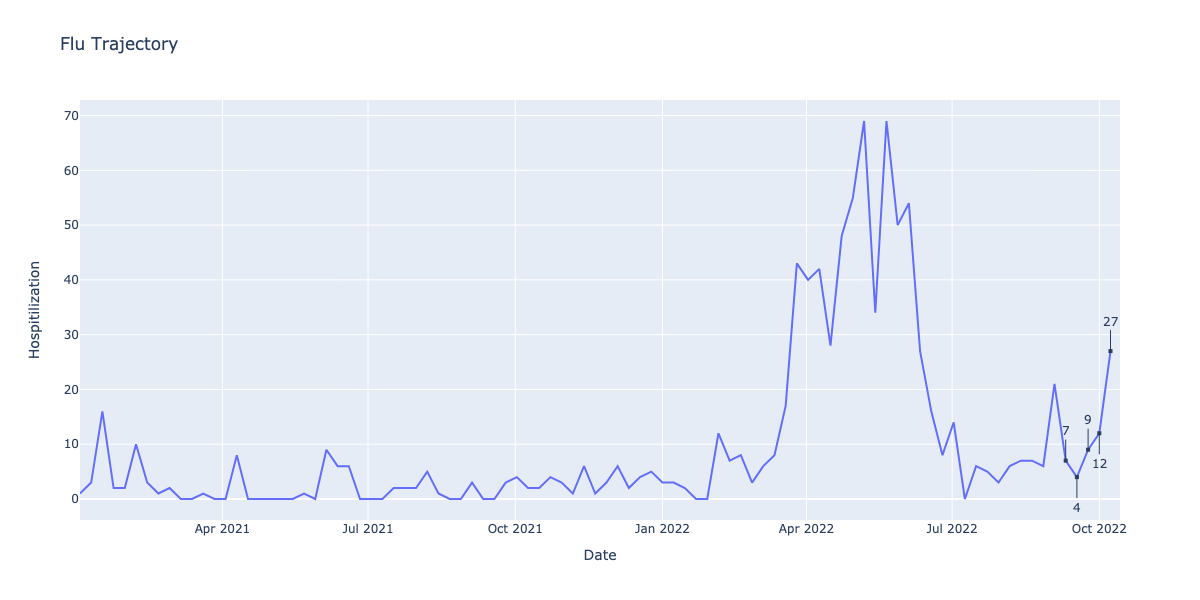 Flu Trajectory
70
60
50
40
30
20
10
0
Hospitilization
27
9
7
12
4
Apr 2021
Jul 2021
Oct 2021
Jan 2022
Apr 2022
Jul 2022
Oct 2022
Date